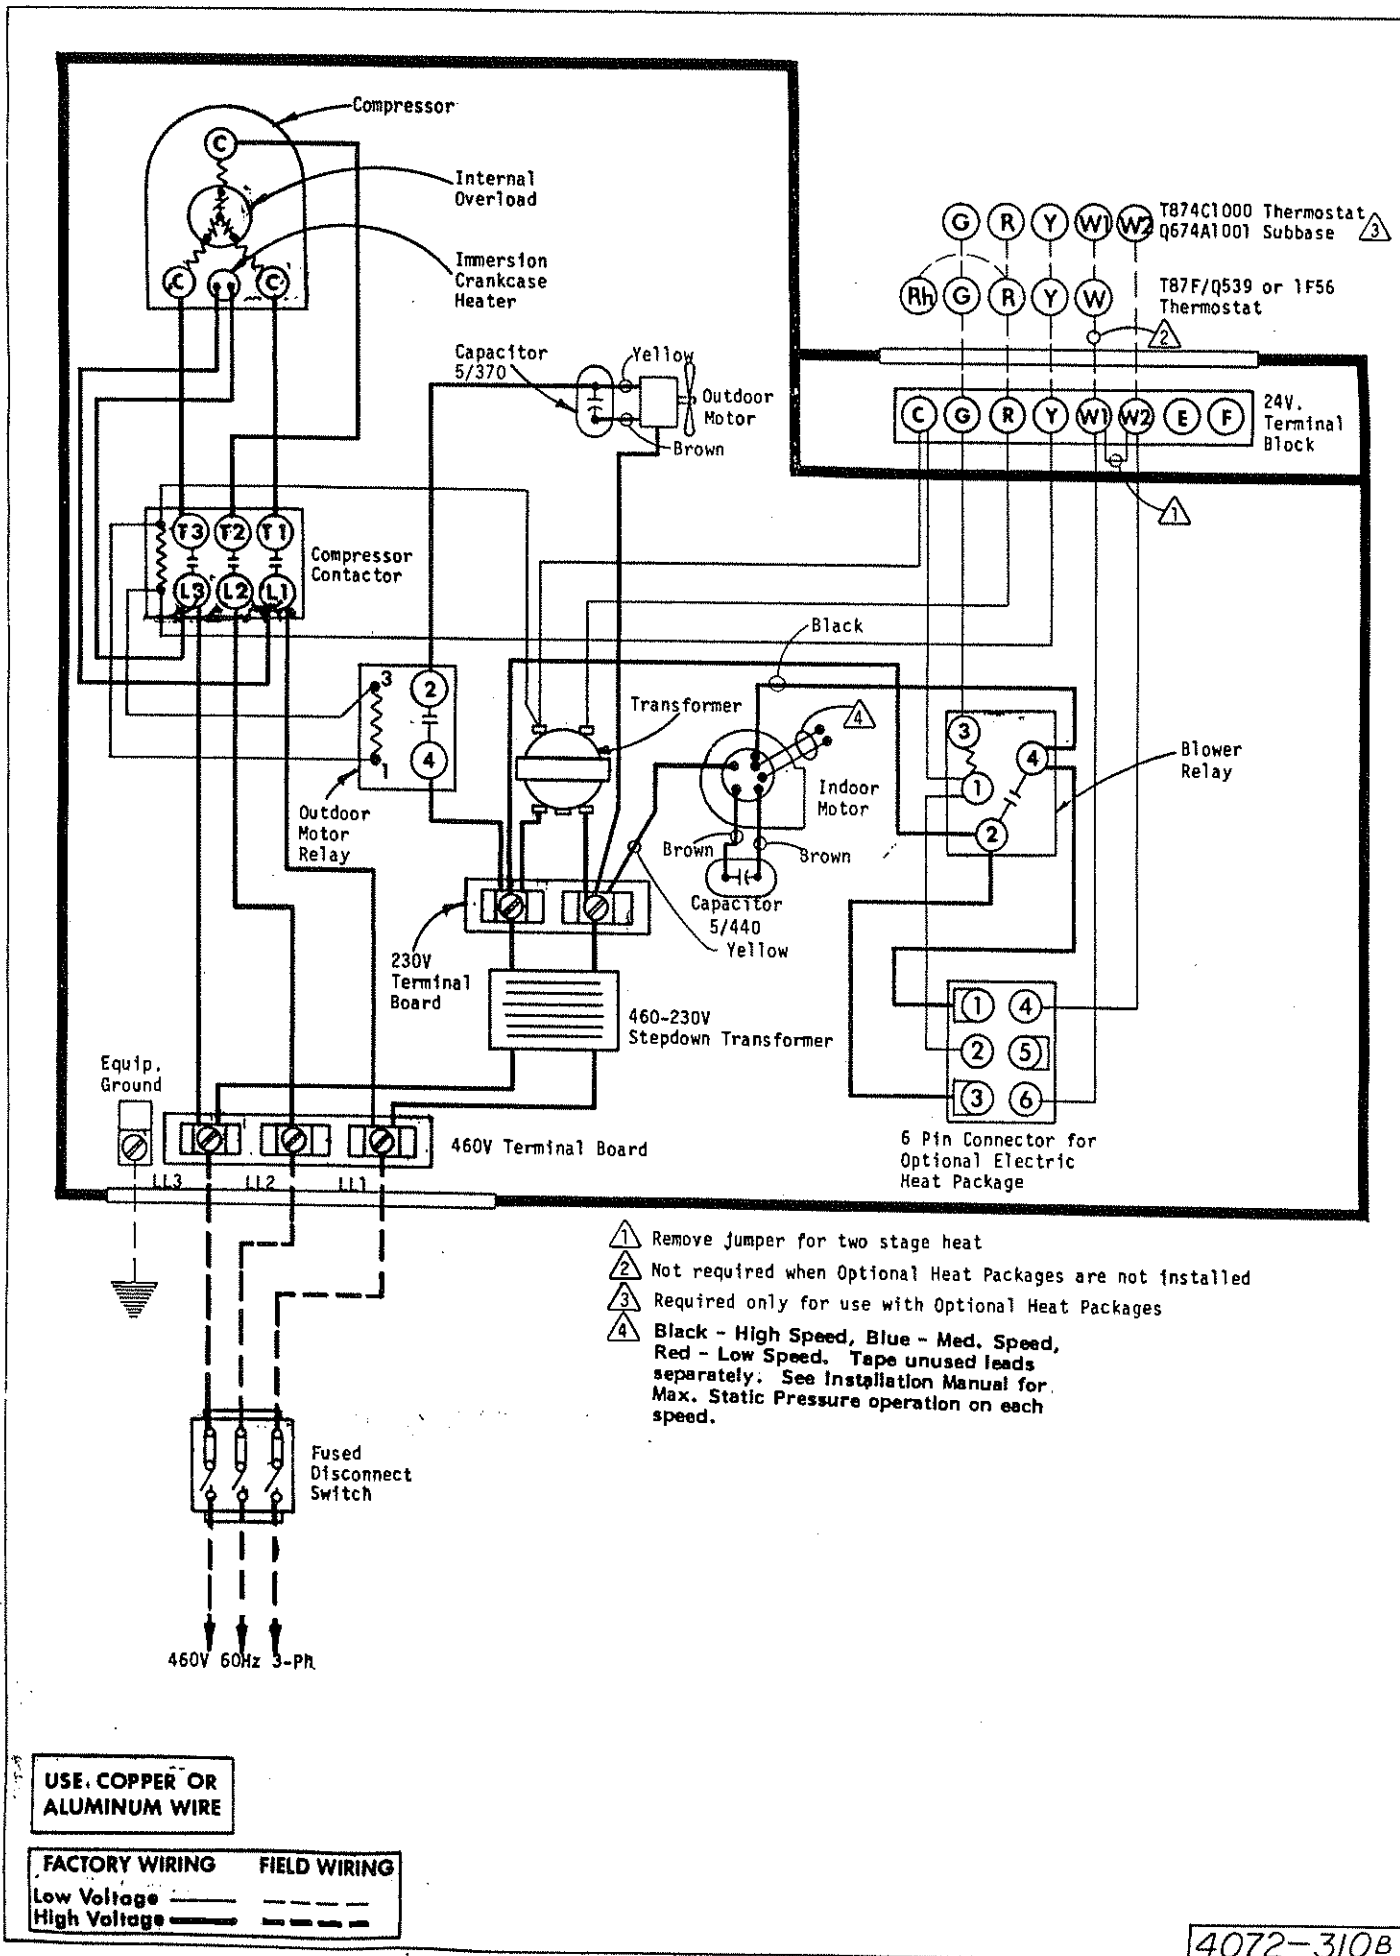 Compressor
C
Internal
Overload
C
C
Immersion
Crankcase
Heater
G R Y W1 W2
T874C1000 Thermostat
Q674A1001 Subbase
3
Rh G R Y W
T87F/Q539 or 1F56
Thermostat
2
Capacitor
5/370
Yellow
Outdoor
Motor
Brown
C G R Y W1 W2 E F
24V.
Terminal
Block
1
T3 T2 T1
L3 L2 L1
Compressor
Contactor
Black
3
2
1
4
Outdoor
Motor
Relay
Transformer
4
Indoor
Motor
3
4
1
2
Blower
Relay
Brown
Brown
Capacitor
5/440
Yellow
230V
Terminal
Board
460-230V
Stepdown Transformer
1 4
2 5
3 6
6 Pin Connector for
Optional Electric
Heat Package
Equip.
Ground
460V Terminal Board
LL3 LL2 LL1
1 Remove jumper for two stage heat
2 Not required when Optional Heat Packages are not installed
3 Required only for use with Optional Heat Packages
4 Black - High Speed, Blue - Med. Speed,
Red - Low Speed. Tape unused leads
separately. See Installation Manual for
Max. Static Pressure operation on each
speed.
Fused
Disconnect
Switch
460V 60Hz 3-Ph
USE COPPER OR
ALUMINUM WIRE
FACTORY WIRING FIELD WIRING
Low Voltage
High Voltage
4072-310B